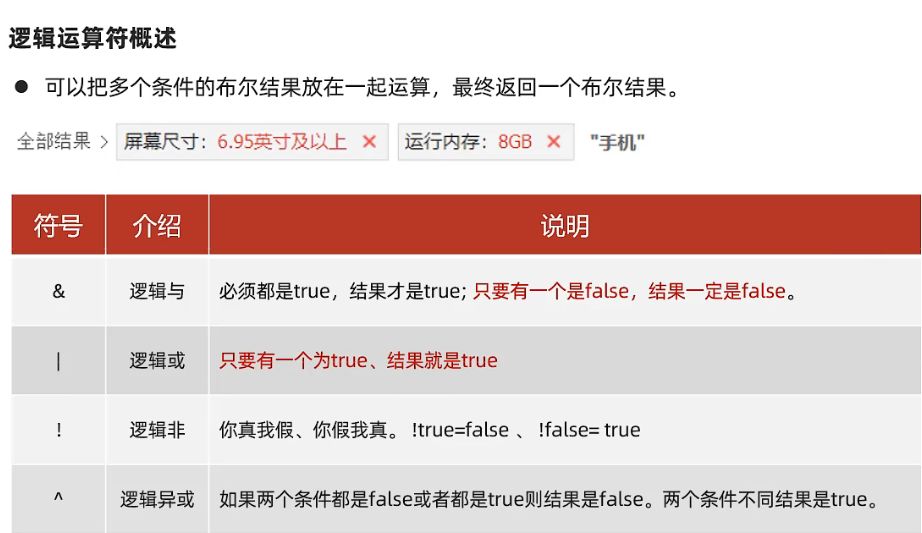 逻辑运算符概述
● 可以把多个条件的布尔结果放在一起运算，最终返回一个布尔结果。
全部结果 > 屏幕尺寸：6.95英寸及以上 × 运行内存：8GB × "手机"
符号 介绍 说明
& 逻辑与 必须都是true，结果才是true; 只要有一个是false，结果一定是false。
| 逻辑或 只要有一个为true、结果就是true
! 逻辑非 你真我假、你假我真。 !true=false 、 !false= true
^ 逻辑异或 如果两个条件都是false或者都是true则结果是false。两个条件不同结果是true。